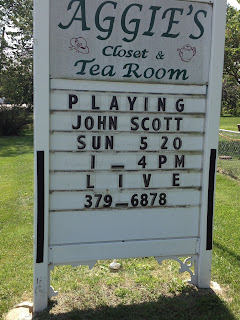 AGGIE'S
Closet &
Tea Room
PLAYING
JOHN SCOTT
SUN 5 20
1 - 4 PM
LIVE
379-6878